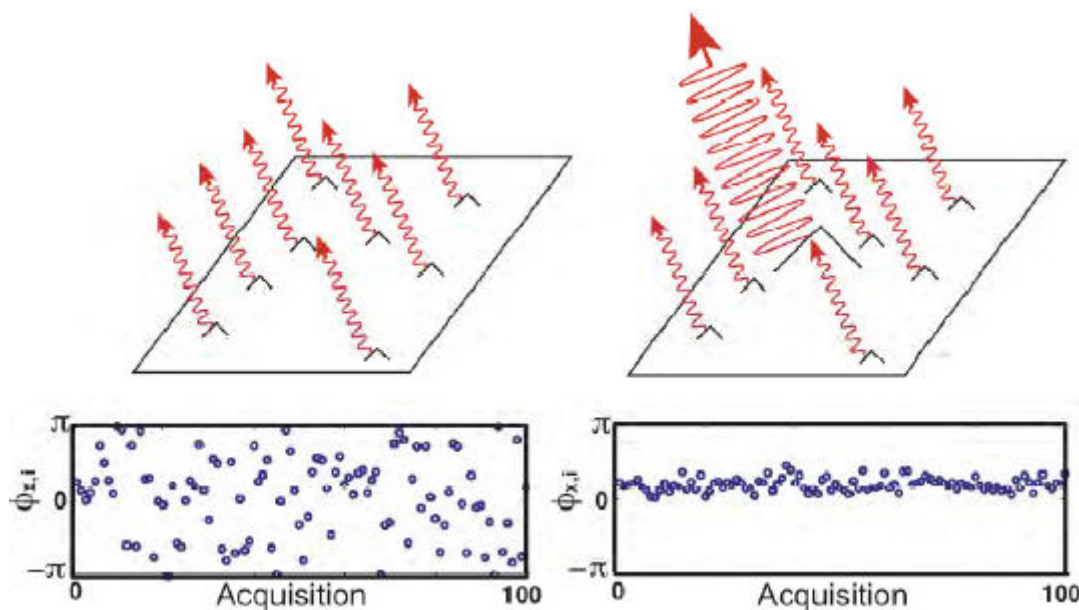 π
ϕx,i
0
−π
0
Acquisition
100
π
ϕx,i
0
−π
0
Acquisition
100